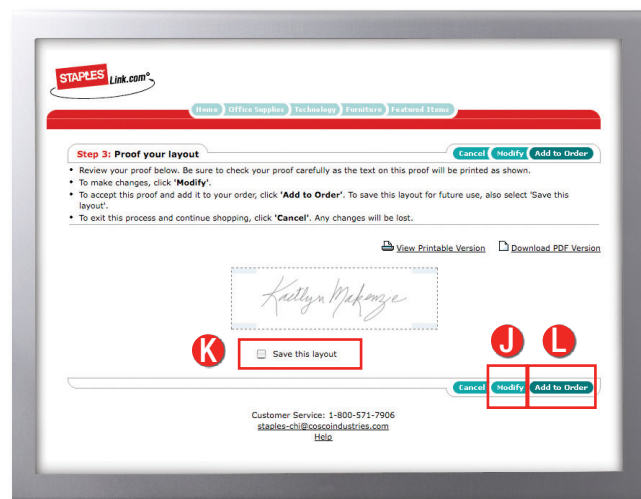 STAPLES Link.com
Home Office Supplies Technology Furniture Featured Items
Step 3: Proof your layout
Cancel Modify Add to Order
• Review your proof below. Be sure to check your proof carefully as the text on this proof will be printed as shown.
• To make changes, click 'Modify'.
• To accept this proof and add it to your order, click 'Add to Order'. To save this layout for future use, also select 'Save this
layout'.
• To exit this process and continue shopping, click 'Cancel'. Any changes will be lost.
View Printable Version Download PDF Version
Kaitlyn Makenzie
K Save this layout
J L
Cancel Modify Add to Order
Customer Service: 1-800-571-7906
staples-chi@coscoindustries.com
Help